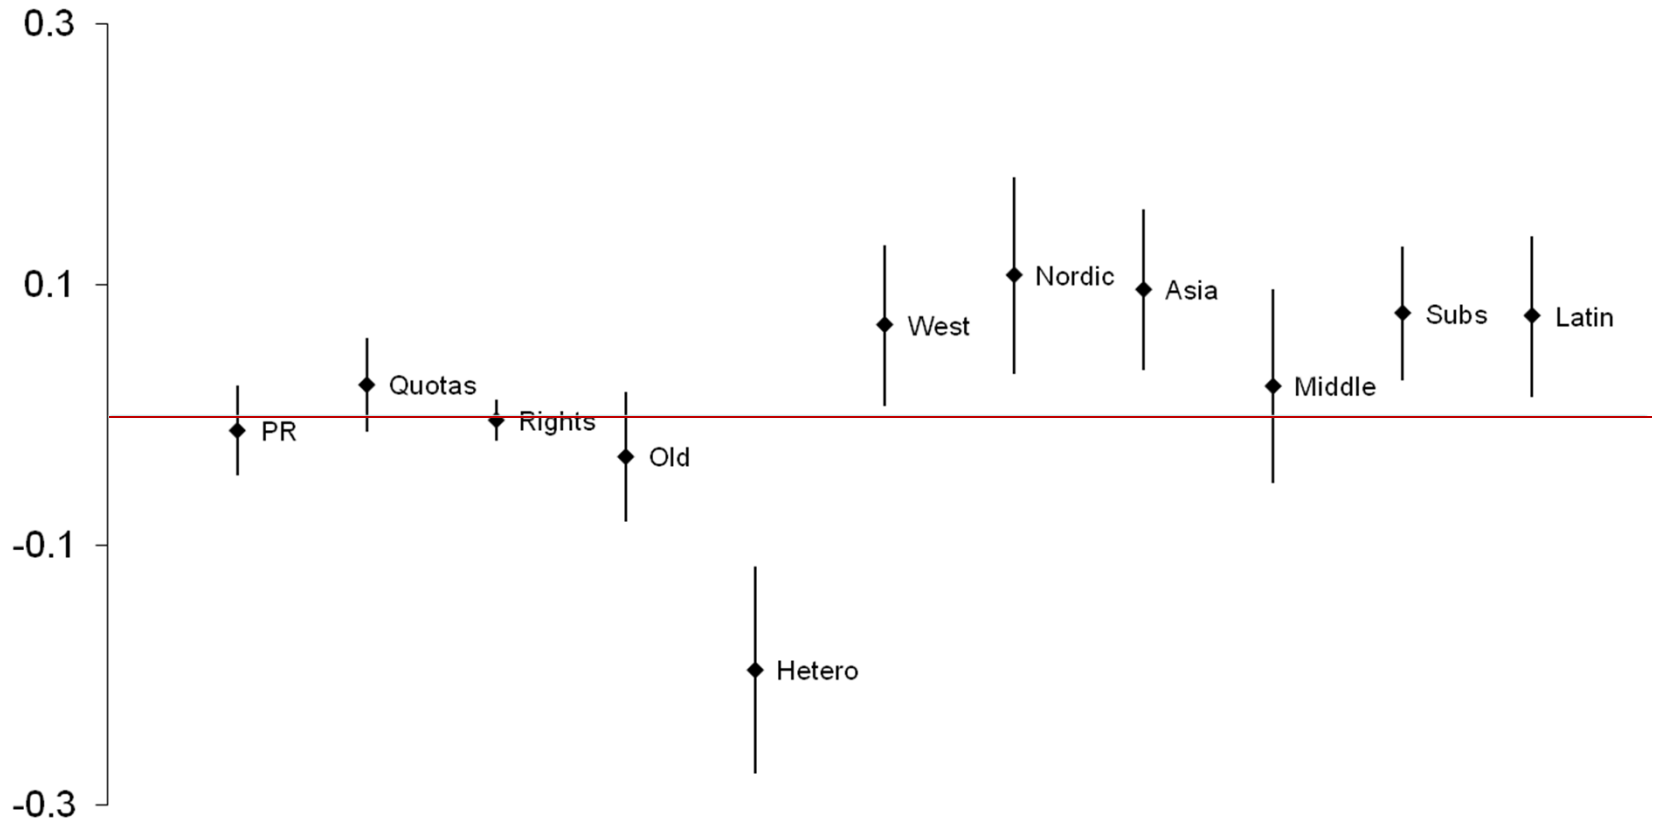 0.3
Nordic
0.1
Asia
Subs
Latin
West
Quotas
Middle
Rights
PR
Old
-0.1
Hetero
-0.3